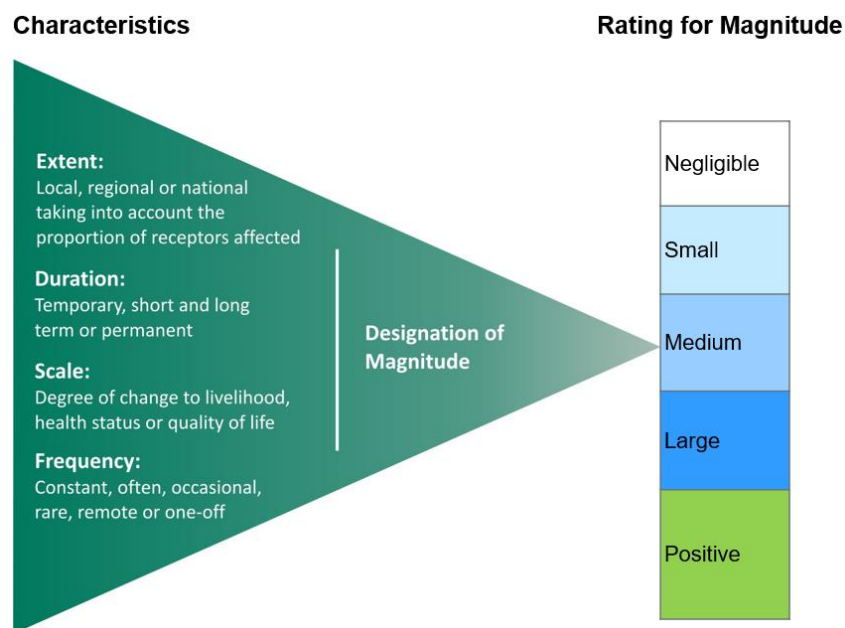 Characteristics
Rating for Magnitude
Extent:
Local, regional or national
taking into account the
proportion of receptors affected
Duration:
Temporary, short and long
term or permanent
Scale:
Degree of change to livelihood,
health status or quality of life
Frequency:
Constant, often, occasional,
rare, remote or one-off
Designation of
Magnitude
Negligible
Small
Medium
Large
Positive